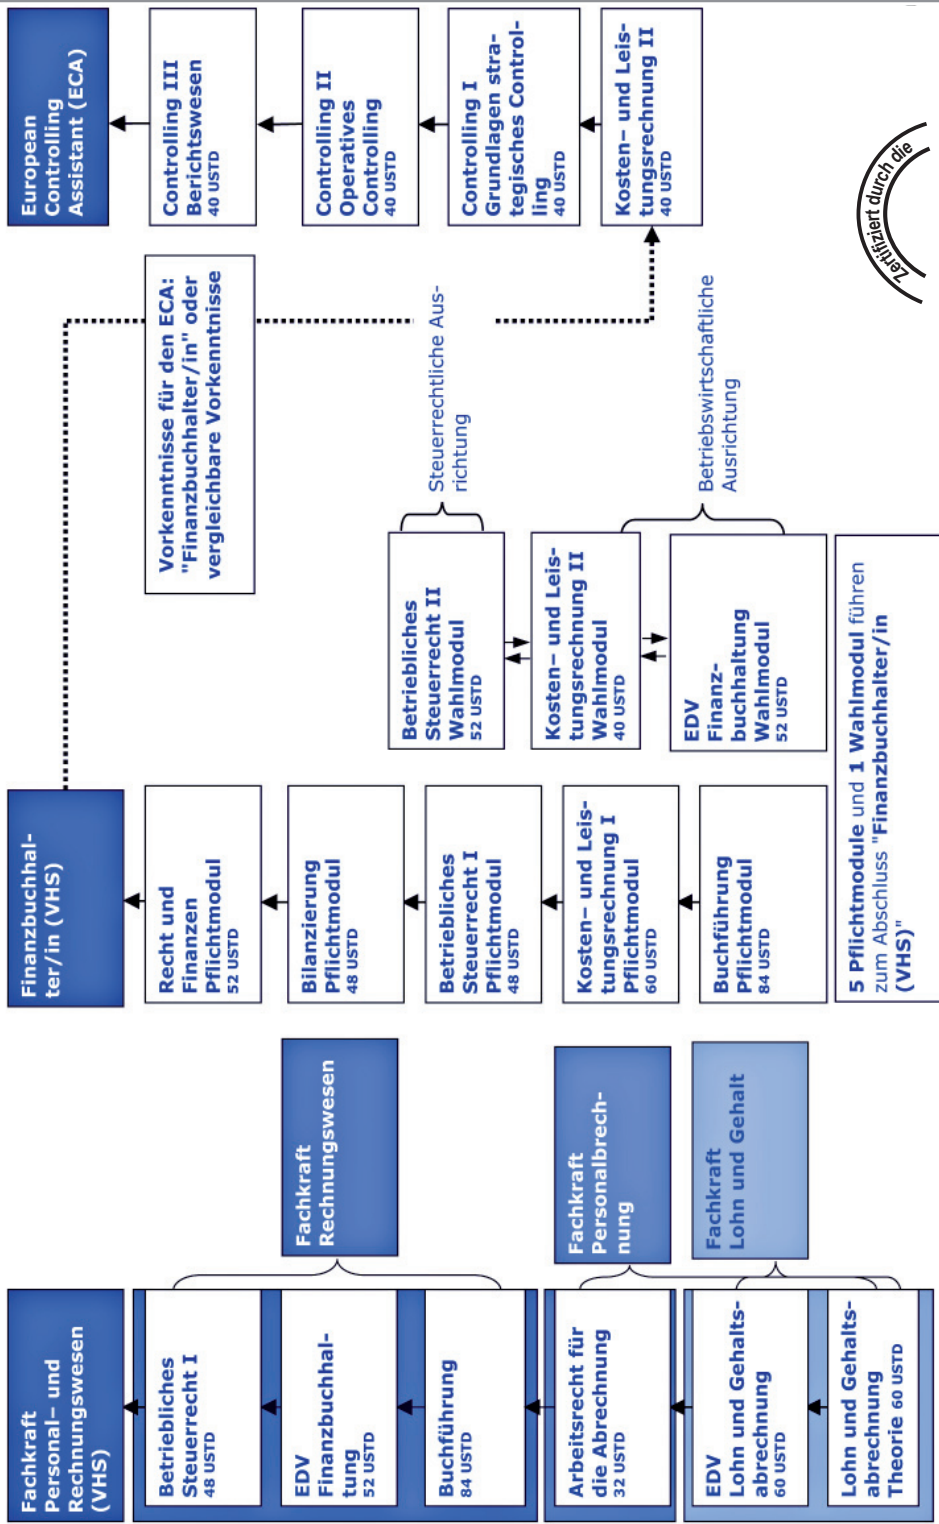 Fachkraft
Personal– und
Rechnungswesen
(VHS)
Betriebliches
Steuerrecht I
48 USTD
EDV
Finanzbuchhal-
tung
52 USTD
Buchführung
84 USTD
Arbeitsrecht für
die Abrechnung
32 USTD
EDV
Lohn und Gehalts-
abrechnung
60 USTD
Lohn und Gehalts-
abrechnung
Theorie 60 USTD
Fachkraft
Rechnungswesen
Fachkraft
Personalbrech-
nung
Fachkraft
Lohn und Gehalt
Finanzbuchhal-
ter/in (VHS)
Recht und
Finanzen
Pflichtmodul
52 USTD
Bilanzierung
Pflichtmodul
48 USTD
Betriebliches
Steuerrecht I
Pflichtmodul
48 USTD
Kosten– und Leis-
tungsrechnung I
Pflichtmodul
60 USTD
Buchführung
Pflichtmodul
84 USTD
5 Pflichtmodule und 1 Wahlmodul führen
zum Abschluss "Finanzbuchhalter/in
(VHS)"
Betriebliches
Steuerrecht II
Wahlmodul
52 USTD
Kosten– und Leis-
tungsrechnung II
Wahlmodul
40 USTD
EDV
Finanz-
buchhaltung
Wahlmodul
52 USTD
Steuerrechtliche Aus-
richtung
Betriebswirtschaftliche
Ausrichtung
Vorkenntnisse für den ECA:
"Finanzbuchhalter/in" oder
vergleichbare Vorkenntnisse
European
Controlling
Assistant (ECA)
Controlling III
Berichtswesen
40 USTD
Controlling II
Operatives
Controlling
40 USTD
Controlling I
Grundlagen stra-
tegisches Control-
ling
40 USTD
Kosten– und Leis-
tungsrechnung II
40 USTD
Zertifiziert durch die